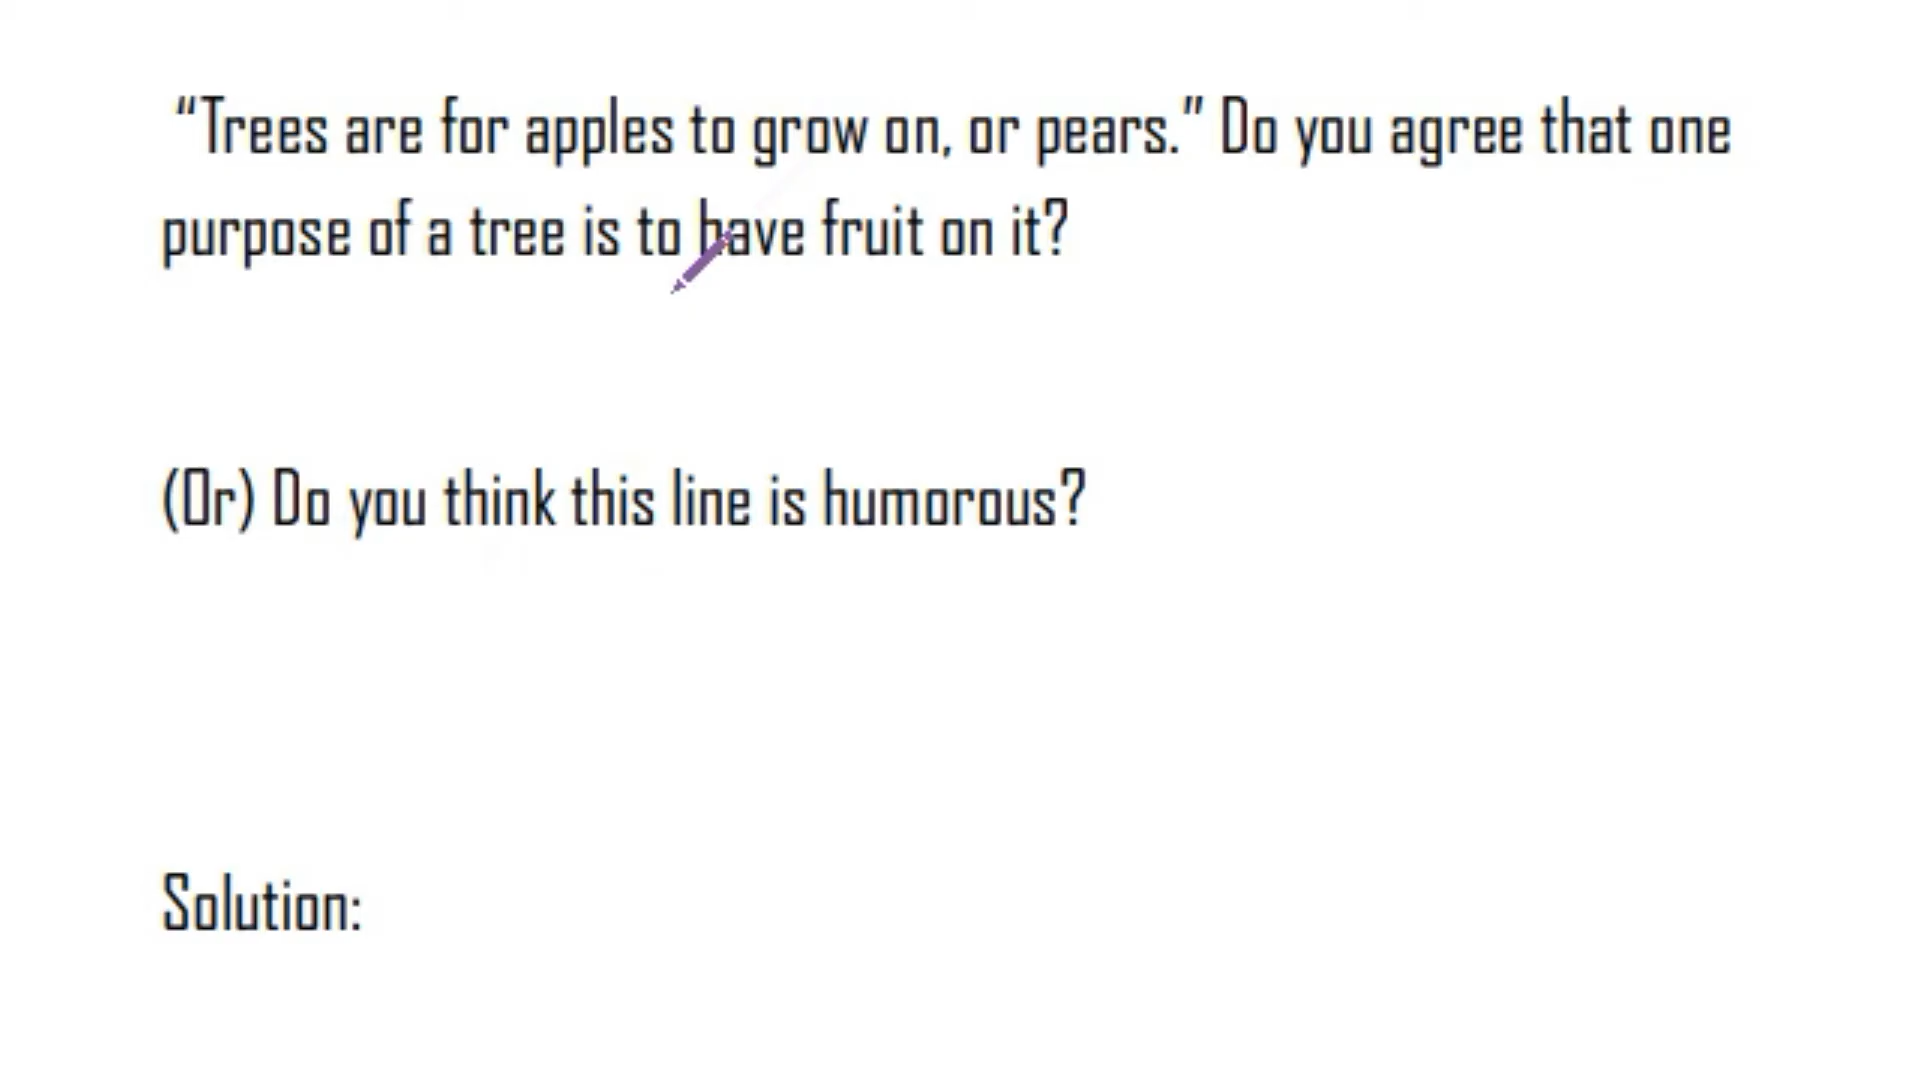 “Trees are for apples to grow on, or pears.” Do you agree that one
purpose of a tree is to have fruit on it?
(Or) Do you think this line is humorous?
Solution: